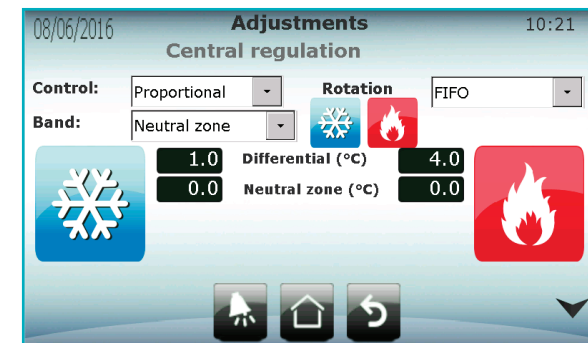 08/06/2016 Adjustments 10:21
Central regulation
Control: Proportional Rotation FIFO
Band: Neutral zone
1.0 Differential (°C) 4.0
0.0 Neutral zone (°C) 0.0